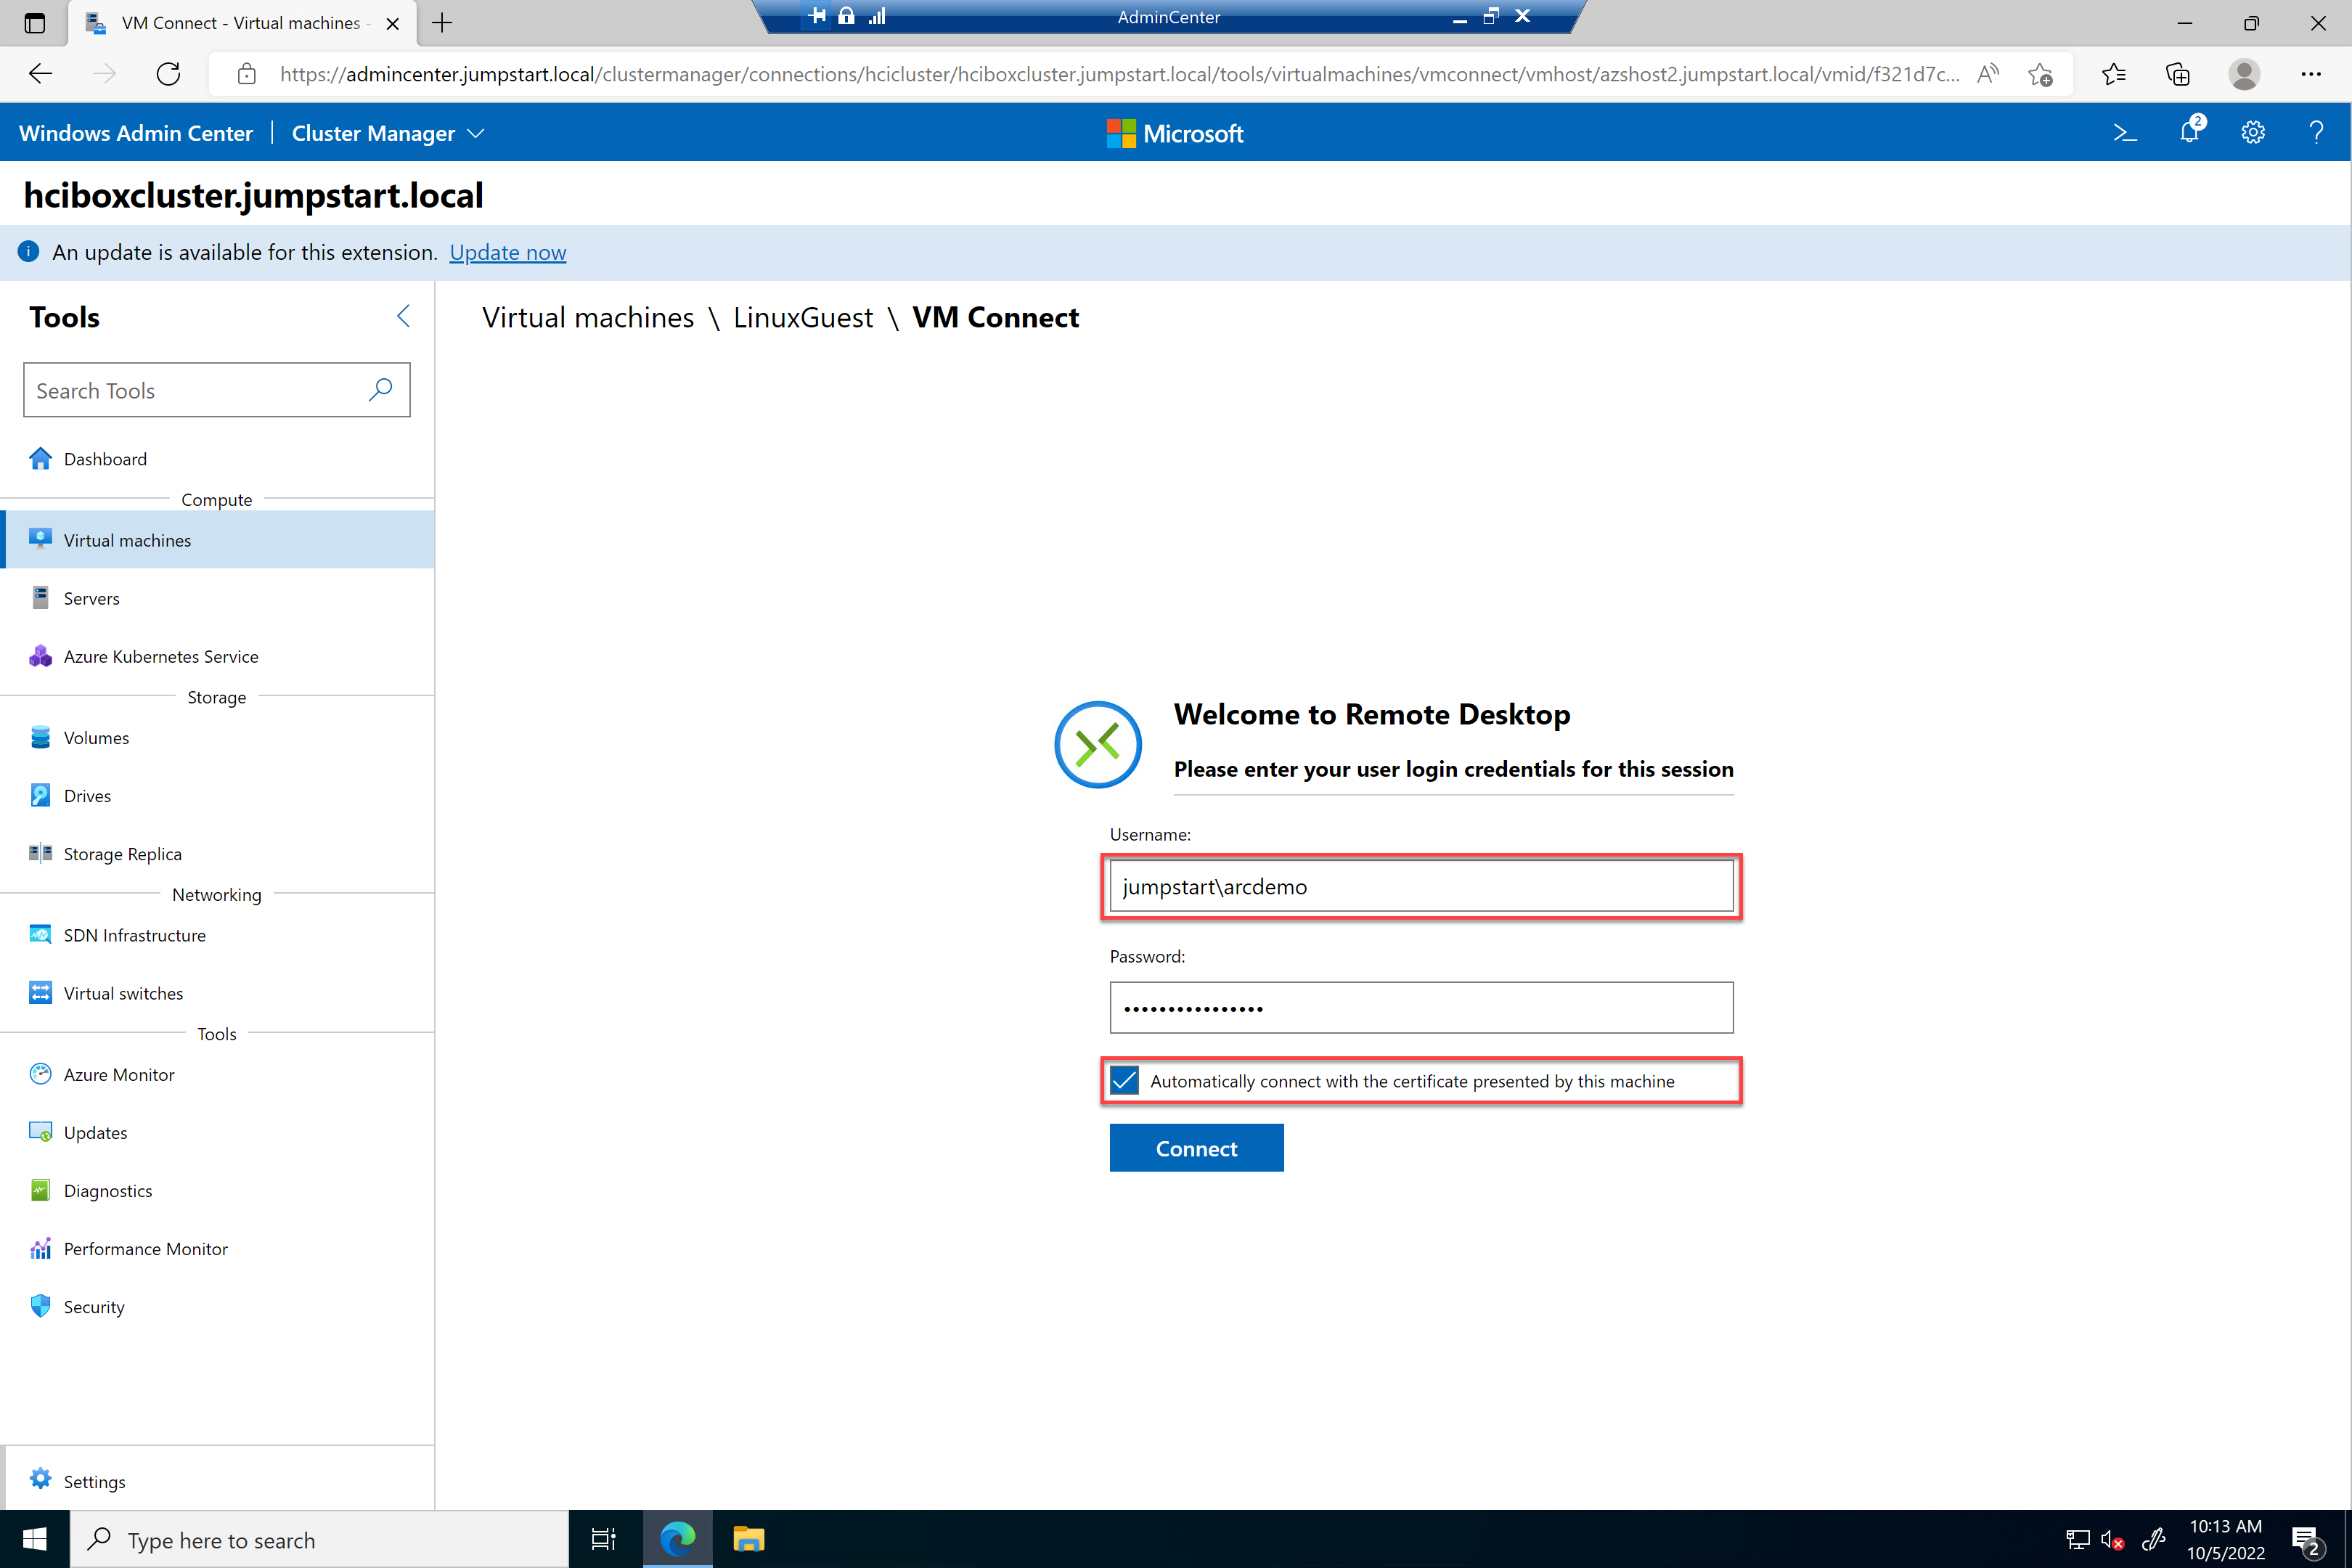 VM Connect - Virtual machines -
AdminCenter
https://admincenter.jumpstart.local/clustermanager/connections/hcicluster/hciboxcluster.jumpstart.local/tools/virtualmachines/vmconnect/vmhost/azshost2.jumpstart.local/vmid/f321d7c...
Windows Admin Center | Cluster Manager
Microsoft
2
hciboxcluster.jumpstart.local
An update is available for this extension. Update now
Tools
Virtual machines \ LinuxGuest \ VM Connect
Search Tools
Dashboard
Compute
Virtual machines
Servers
Azure Kubernetes Service
Storage
Volumes
Drives
Storage Replica
Networking
SDN Infrastructure
Virtual switches
Tools
Azure Monitor
Updates
Diagnostics
Performance Monitor
Security
Settings
Welcome to Remote Desktop
Please enter your user login credentials for this session
Username:
jumpstart\arcdemo
Password:
••••••••••••••••
Automatically connect with the certificate presented by this machine
Connect
Type here to search
10:13 AM
10/5/2022
2